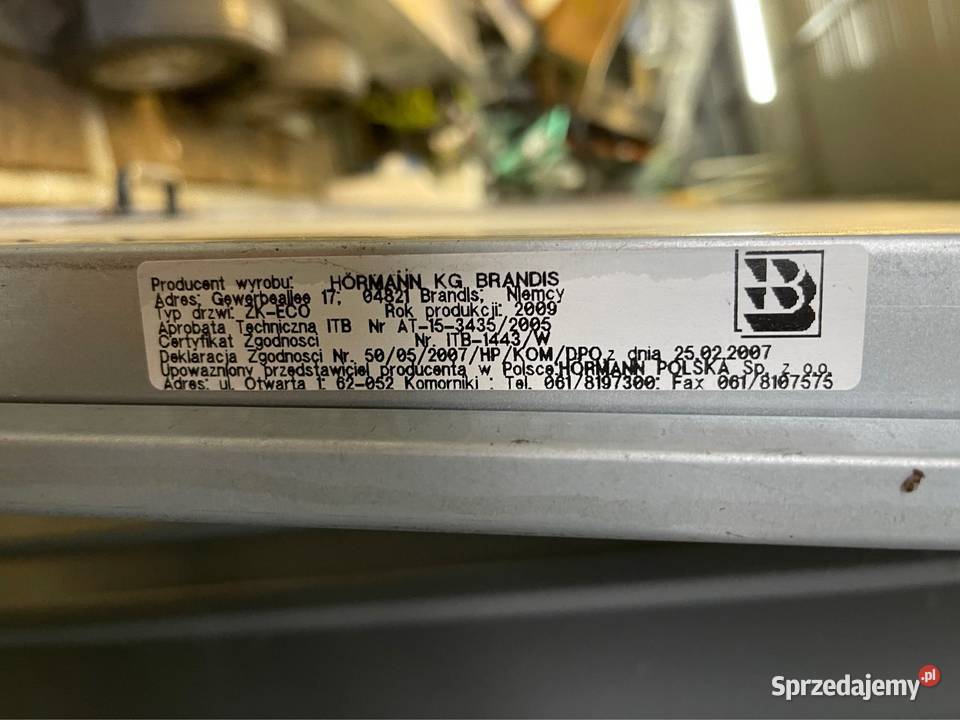 Producent wyrobu: HÖRMANN KG BRANDIS
Adres: Gewerbeallee 17; 04821 Brandis; Niemcy
Typ drzwi: ZK-ECO Rok produkcji: 2009
Aprobata Techniczna ITB Nr AT-15-3435/2005
Certyfikat Zgodności Nr. ITB-1443/W
Deklaracja Zgodności Nr. 50/05/2007/HP/KOM/DPO z dnia 25.02.2007
Upoważniony przedstawiciel producenta w Polsce:HÖRMANN POLSKA Sp. z o.o.
Adres: ul. Otwarta 1; 62-052 Komorniki ; Tel. 061/8197300; Fax 061/8107575
B
Sprzedajemy.pl